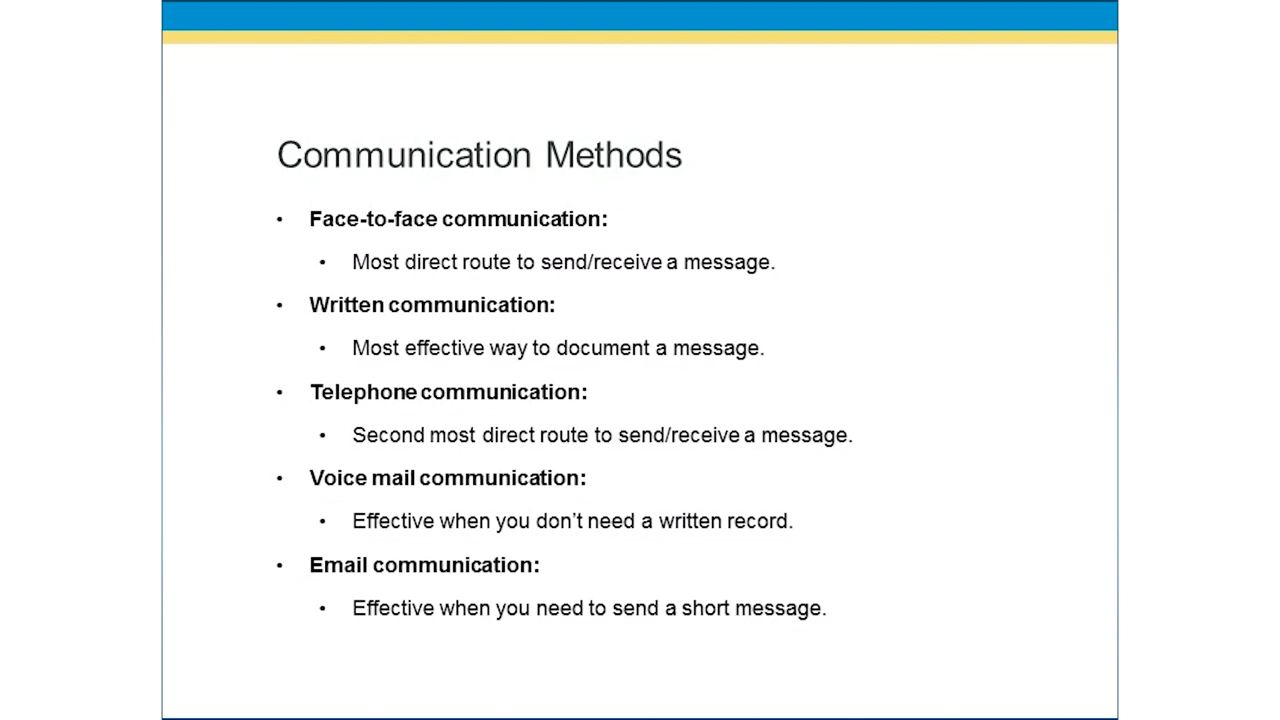 Communication Methods
• Face-to-face communication:
• Most direct route to send/receive a message.
• Written communication:
• Most effective way to document a message.
• Telephone communication:
• Second most direct route to send/receive a message.
• Voice mail communication:
• Effective when you don’t need a written record.
• Email communication:
• Effective when you need to send a short message.